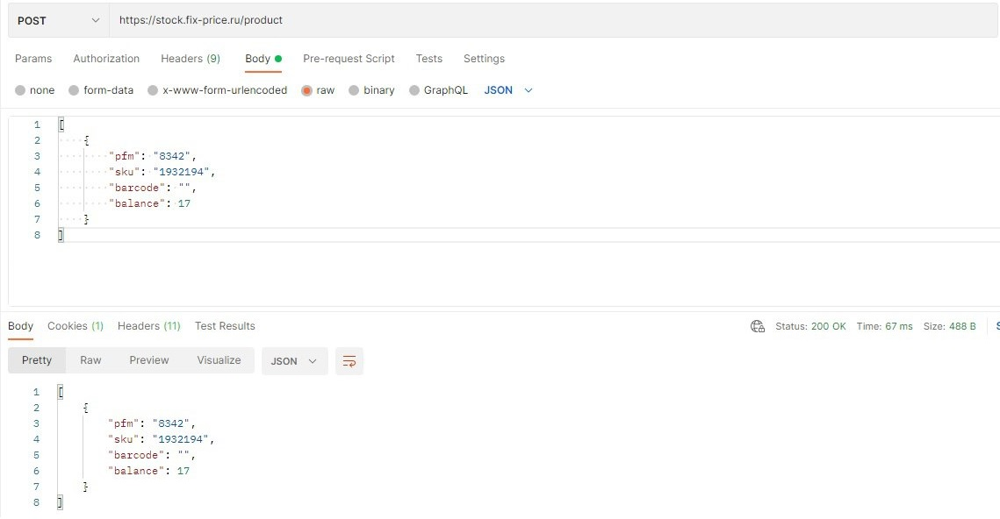 POST https://stock.fix-price.ru/product
Params Authorization Headers (9) Body Pre-request Script Tests Settings
none form-data x-www-form-urlencoded raw binary GraphQL JSON
1 [
2 {
3 "pfm": "8342",
4 "sku": "1932194",
5 "barcode": "",
6 "balance": 17
7 }
8 ]
Body Cookies (1) Headers (11) Test Results Status: 200 OK Time: 67 ms Size: 488 B
Pretty Raw Preview Visualize JSON
1 [
2 {
3 "pfm": "8342",
4 "sku": "1932194",
5 "barcode": "",
6 "balance": 17
7 }
8 ]